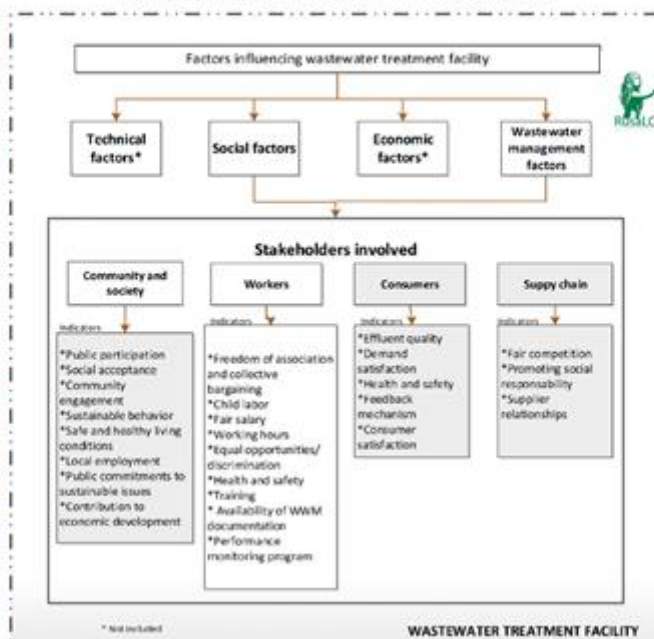 Factors influencing wastewater treatment facility
Technical
factors*
Social factors
Economic
factors*
Wastewater
management
factors
Stakeholders involved
Community and
society
Indicators
*Public participation
*Social acceptance
*Community
engagement
*Sustainable behavior
*Safe and healthy living
conditions
*Local employment
*Public commitments to
sustainable issues
*Contribution to
economic development
Workers
Indicators
*Freedom of association
and collective
bargaining
*Child labor
*Fair salary
*Working hours
*Equal opportunities/
discrimination
*Health and safety
*Training
* Availability of WWM
documentation
*Performance
monitoring program
Consumers
Indicators
*Effluent quality
*Demand
satisfaction
*Health and safety
*Feedback
mechanism
*Consumer
satisfaction
Suppy chain
Indicators
*Fair competition
*Promoting social
responsability
*Supplier
relationships
* Not included
WASTEWATER TREATMENT FACILITY